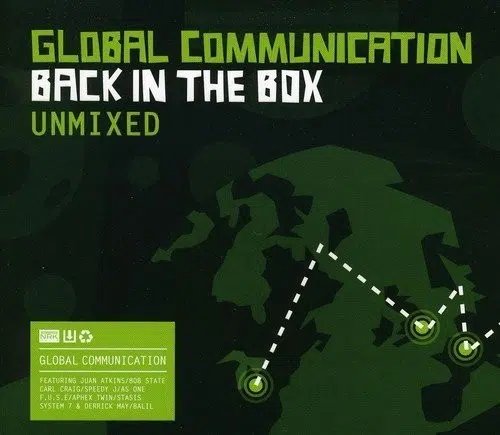 GLOBAL COMMUNICATION
BACK IN THE BOX
UNMIXED
NRK
GLOBAL COMMUNICATION
FEATURING JUAN ATKINS/808 STATE
CARL CRAIG/SPEEDY J/AS ONE
F.U.S.E/APHEX TWIN/STASIS
SYSTEM 7 & DERRICK MAY/BALIL